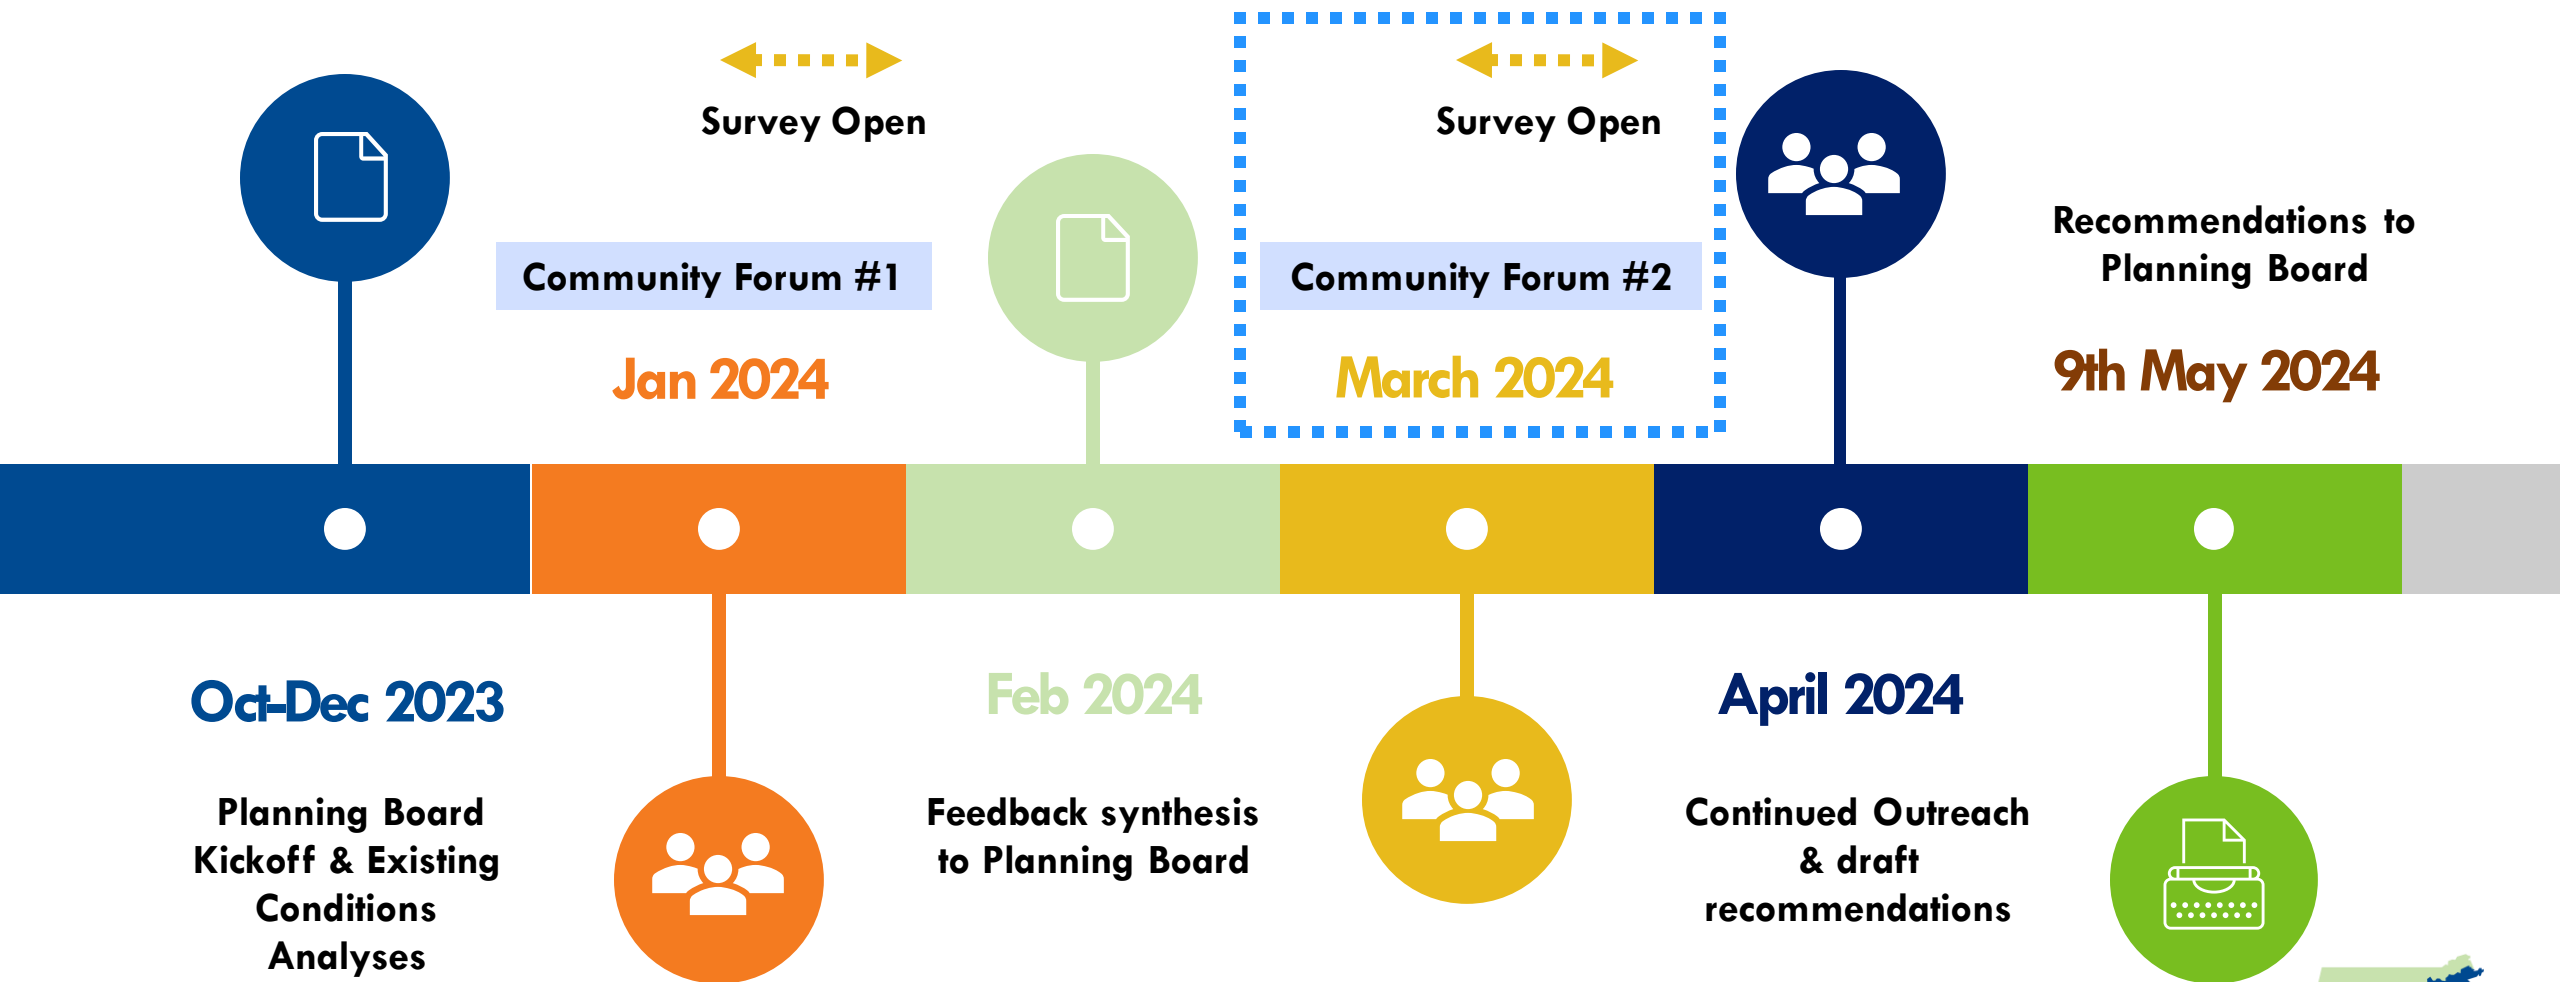 Survey Open
Survey Open
Community Forum #1
Community Forum #2
Recommendations to
Planning Board
Jan 2024
March 2024
9th May 2024
Oct-Dec 2023
Feb 2024
April 2024
Planning Board
Kickoff & Existing
Conditions
Analyses
Feedback synthesis
to Planning Board
Continued Outreach
& draft
recommendations